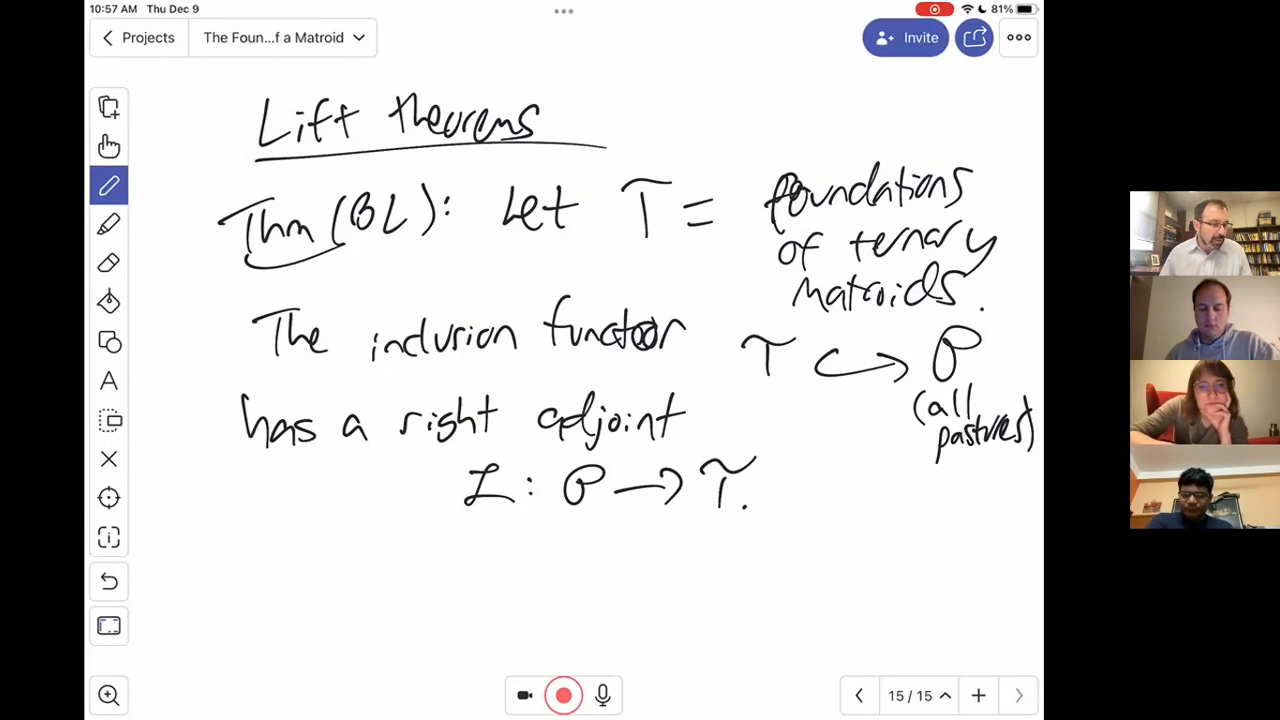 10:57 AM Thu Dec 9
81%
Projects
The Foun...f a Matroid
Invite
Lift theorems
Thm (BL): Let T = foundations
of ternary
matroids.
The inclusion functor T ↪ P
(all
pastures)
has a right adjoint
L: P → T.
15/15